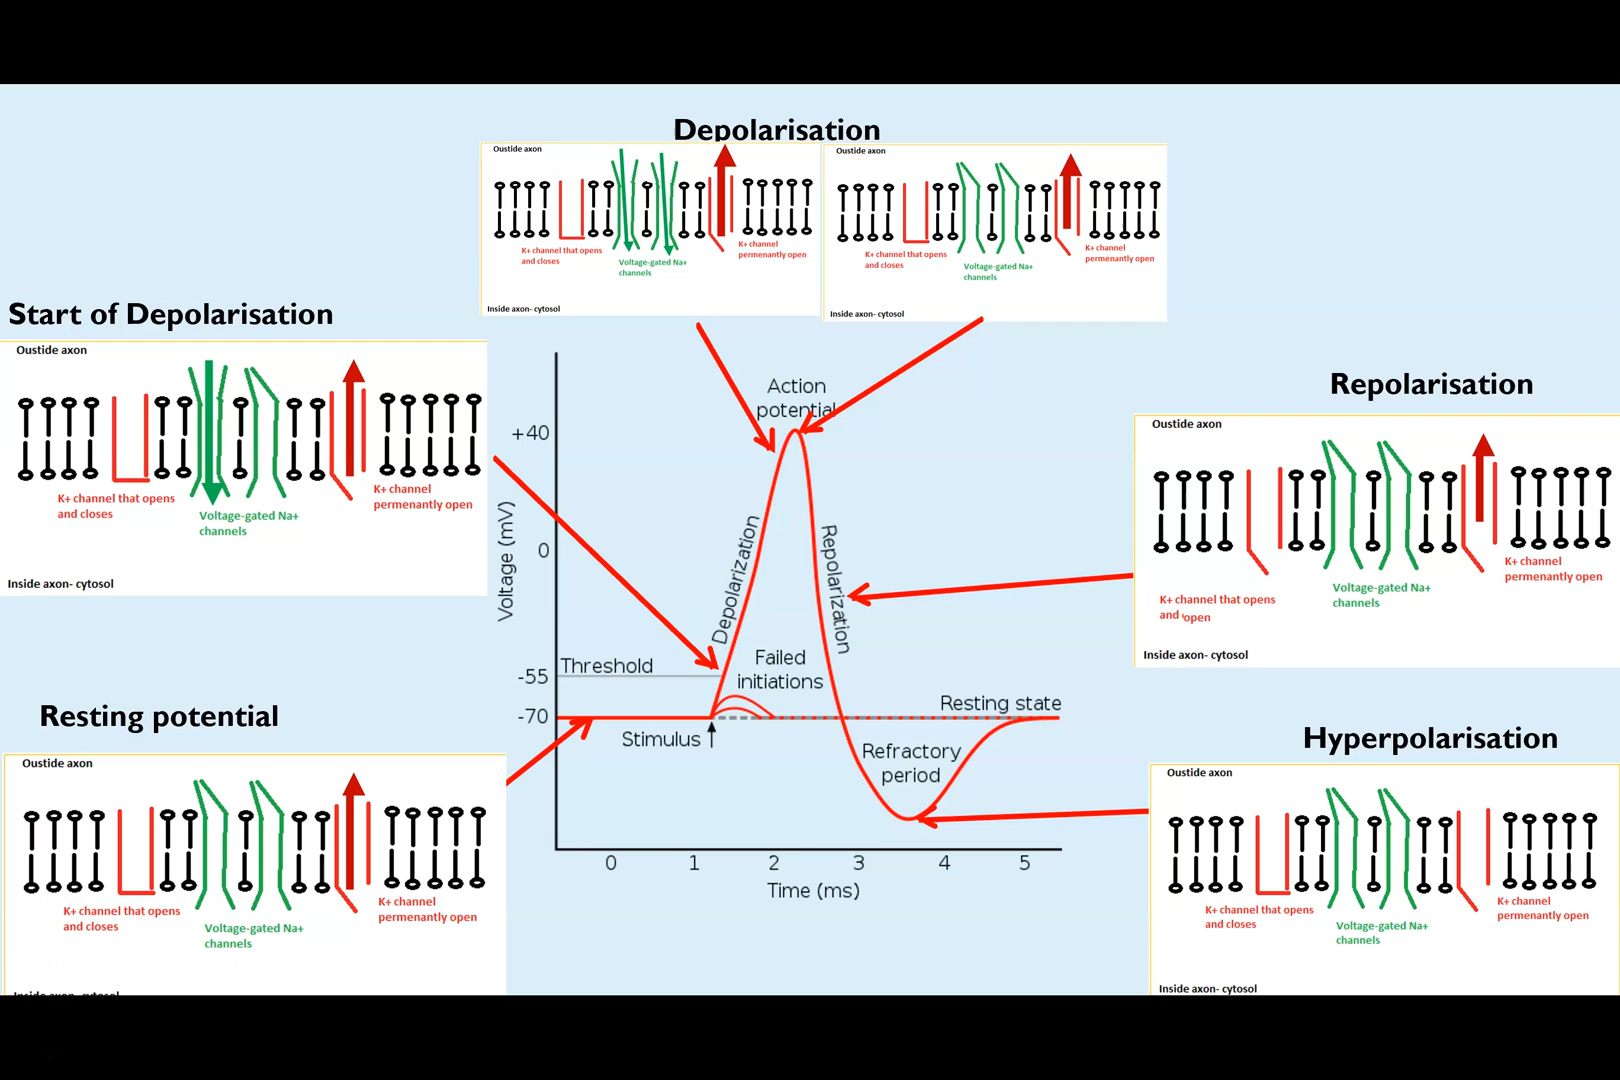 Depolarisation
Oustide axon
K+ channel that opens
and closes
Voltage-gated Na+
channels
K+ channel
permenantly open
Inside axon- cytosol
Oustide axon
K+ channel that opens
and closes
Voltage-gated Na+
channels
K+ channel
permenantly open
Inside axon- cytosol
Start of Depolarisation
Oustide axon
K+ channel that opens
and closes
Voltage-gated Na+
channels
K+ channel
permenantly open
Inside axon- cytosol
Resting potential
Oustide axon
K+ channel that opens
and closes
Voltage-gated Na+
channels
K+ channel
permenantly open
Inside axon- cytosol
Action
potential
+40
0
-55
-70
Voltage (mV)
Depolarization
Repolarization
Threshold
Failed
initiations
Stimulus
Resting state
Refractory
period
0
1
2
3
4
5
Time (ms)
Repolarisation
Oustide axon
K+ channel that opens
and open
Voltage-gated Na+
channels
K+ channel
permenantly open
Inside axon- cytosol
Hyperpolarisation
Oustide axon
K+ channel that opens
and closes
Voltage-gated Na+
channels
K+ channel
permenantly open
Inside axon- cytosol